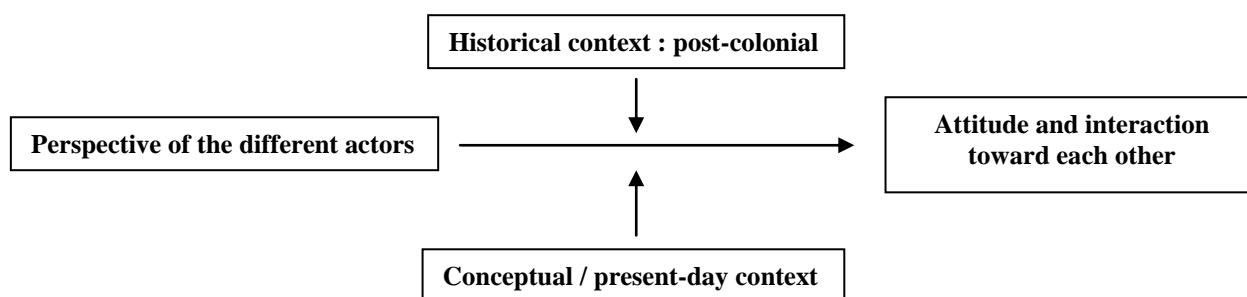 Historical context : post-colonial
Perspective of the different actors
Attitude and interaction
toward each other
Conceptual / present-day context